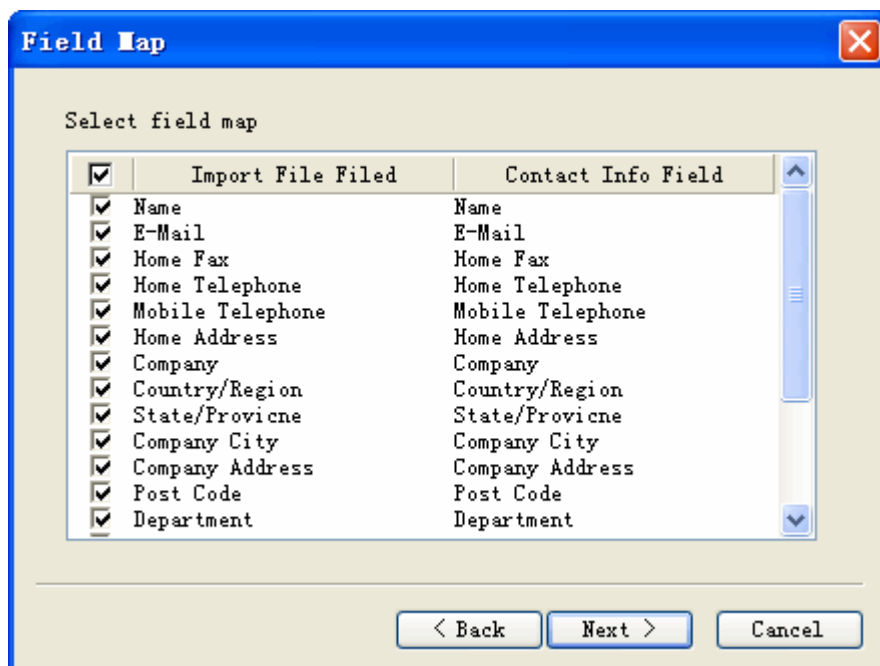 Field Map
Select field map
Import File Filed Contact Info Field
Name Name
E-Mail E-Mail
Home Fax Home Fax
Home Telephone Home Telephone
Mobile Telephone Mobile Telephone
Home Address Home Address
Company Company
Country/Region Country/Region
State/Provicne State/Provicne
Company City Company City
Company Address Company Address
Post Code Post Code
Department Department
< Back Next > Cancel